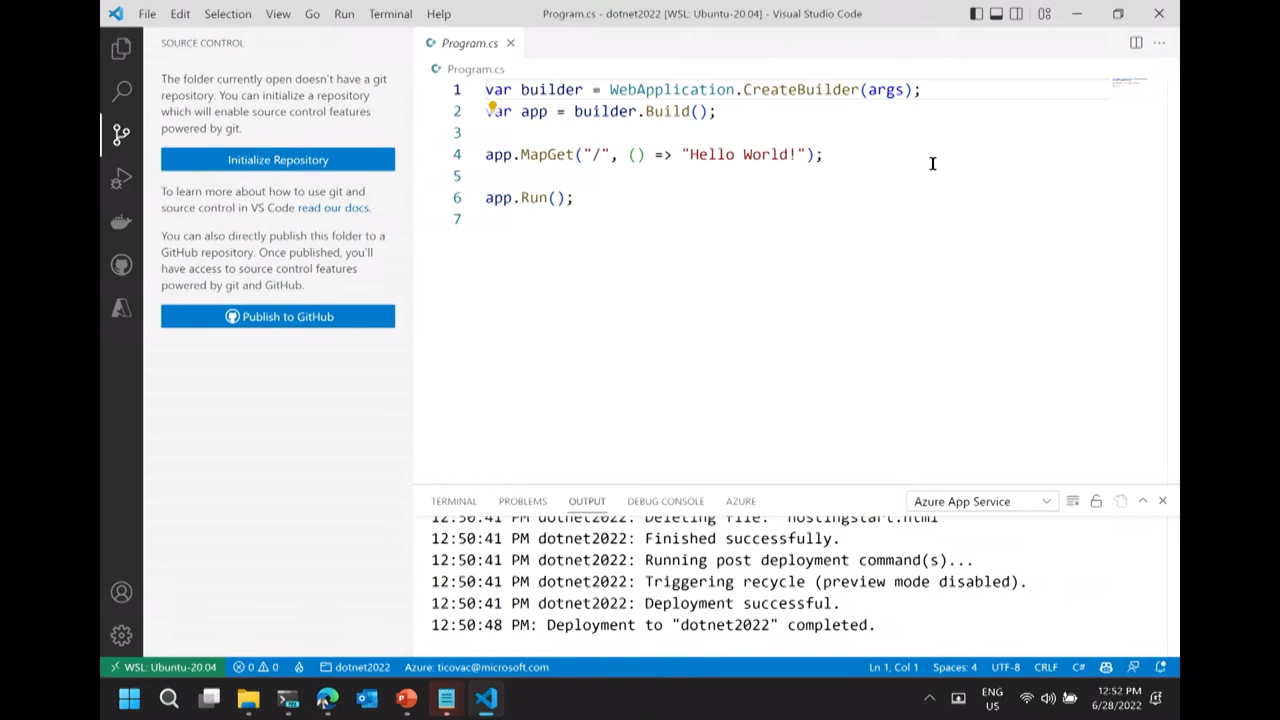 File Edit Selection View Go Run Terminal Help
Program.cs - dotnet2022 [WSL: Ubuntu-20.04] - Visual Studio Code
SOURCE CONTROL
The folder currently open doesn't have a git
repository. You can initialize a repository
which will enable source control features
powered by git.
Initialize Repository
To learn more about how to use git and
source control in VS Code read our docs.
You can also directly publish this folder to a
GitHub repository. Once published, you'll
have access to source control features
powered by git and GitHub.
Publish to GitHub
Program.cs
Program.cs
1 var builder = WebApplication.CreateBuilder(args);
2 var app = builder.Build();
3
4 app.MapGet("/", () => "Hello World!");
5
6 app.Run();
7
TERMINAL PROBLEMS OUTPUT DEBUG CONSOLE AZURE
Azure App Service
12:50:41 PM dotnet2022: Deleting file: 'hostingstart.html'
12:50:41 PM dotnet2022: Finished successfully.
12:50:41 PM dotnet2022: Running post deployment command(s)...
12:50:41 PM dotnet2022: Triggering recycle (preview mode disabled).
12:50:41 PM dotnet2022: Deployment successful.
12:50:48 PM: Deployment to "dotnet2022" completed.
WSL: Ubuntu-20.04 0 0 dotnet2022 Azure: ticovac@microsoft.com Ln 1, Col 1 Spaces: 4 UTF-8 CRLF C#
ENG
US
12:52 PM
6/28/2022